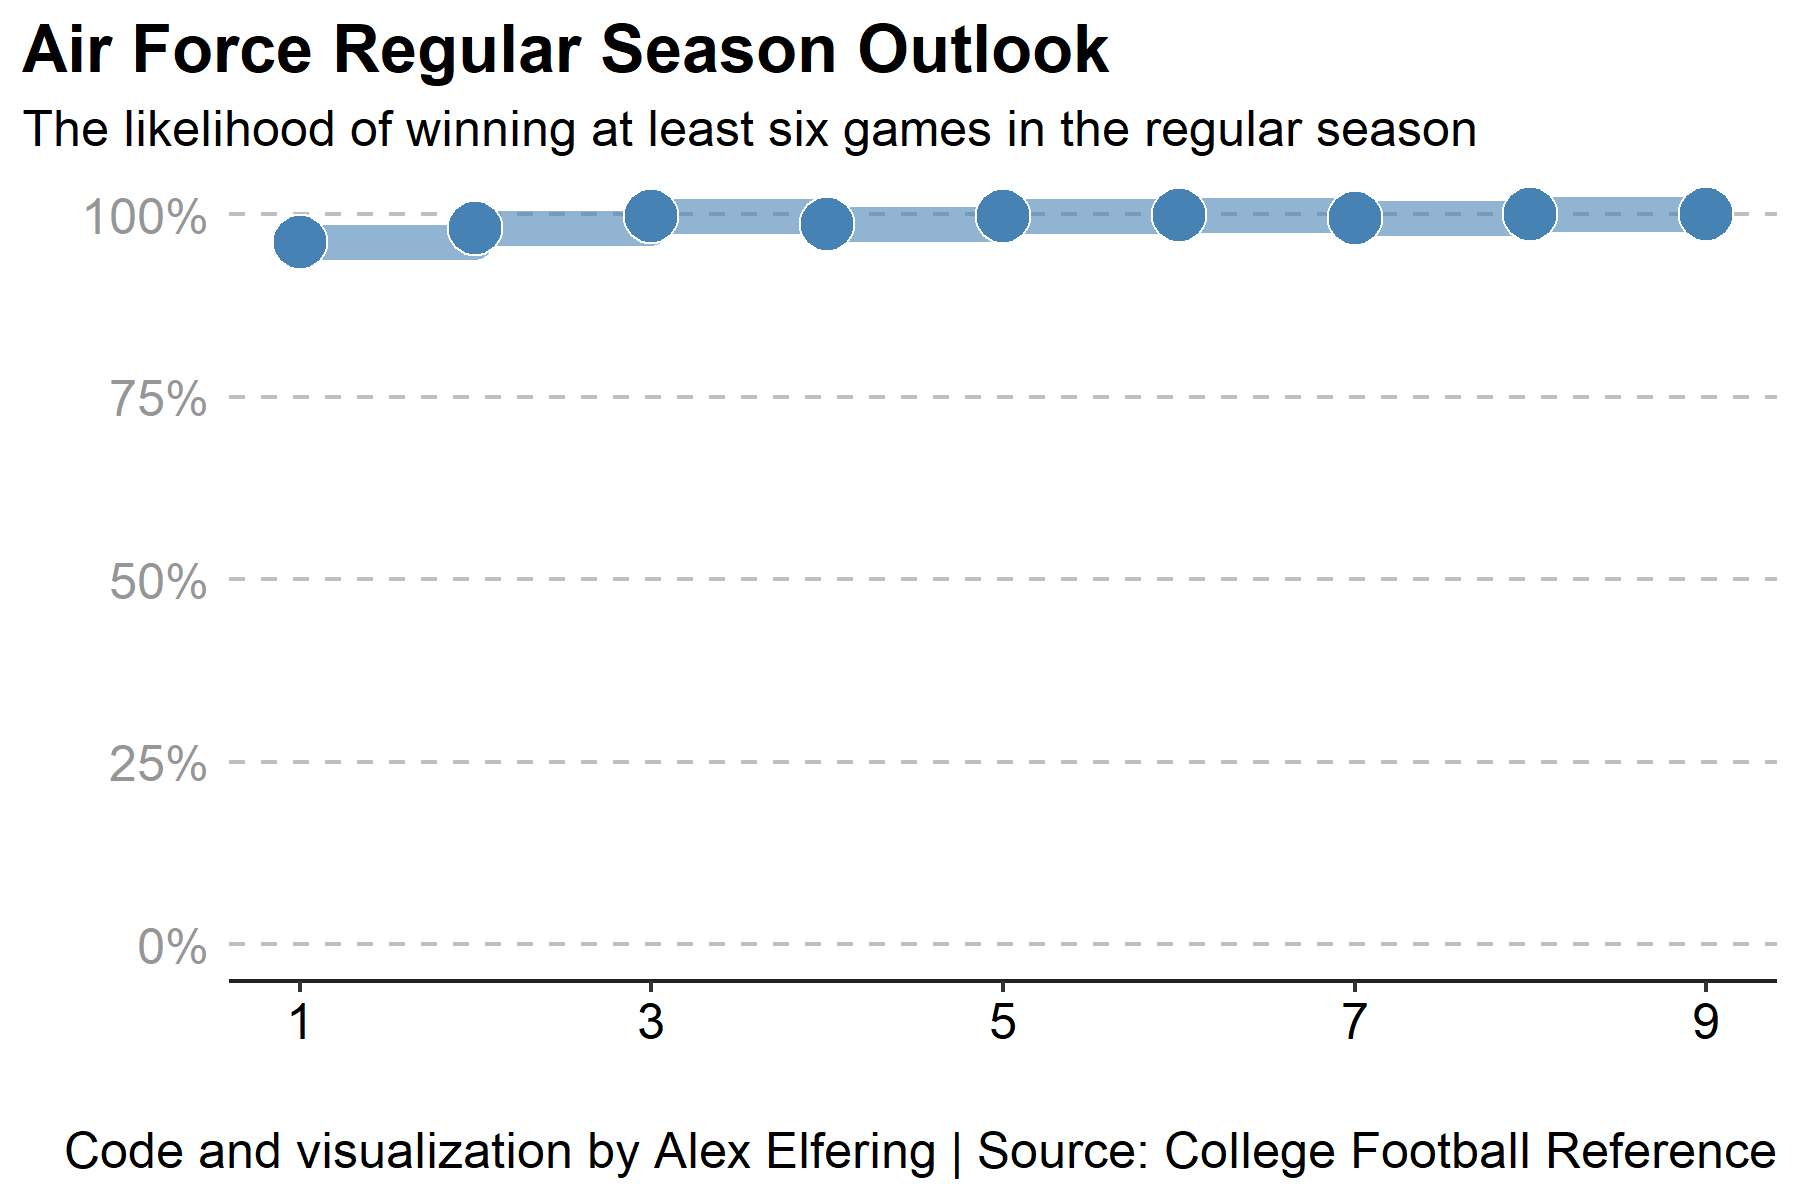 Air Force Regular Season Outlook
The likelihood of winning at least six games in the regular season
100%
75%
50%
25%
0%
1 3 5 7 9
Code and visualization by Alex Elfering | Source: College Football Reference